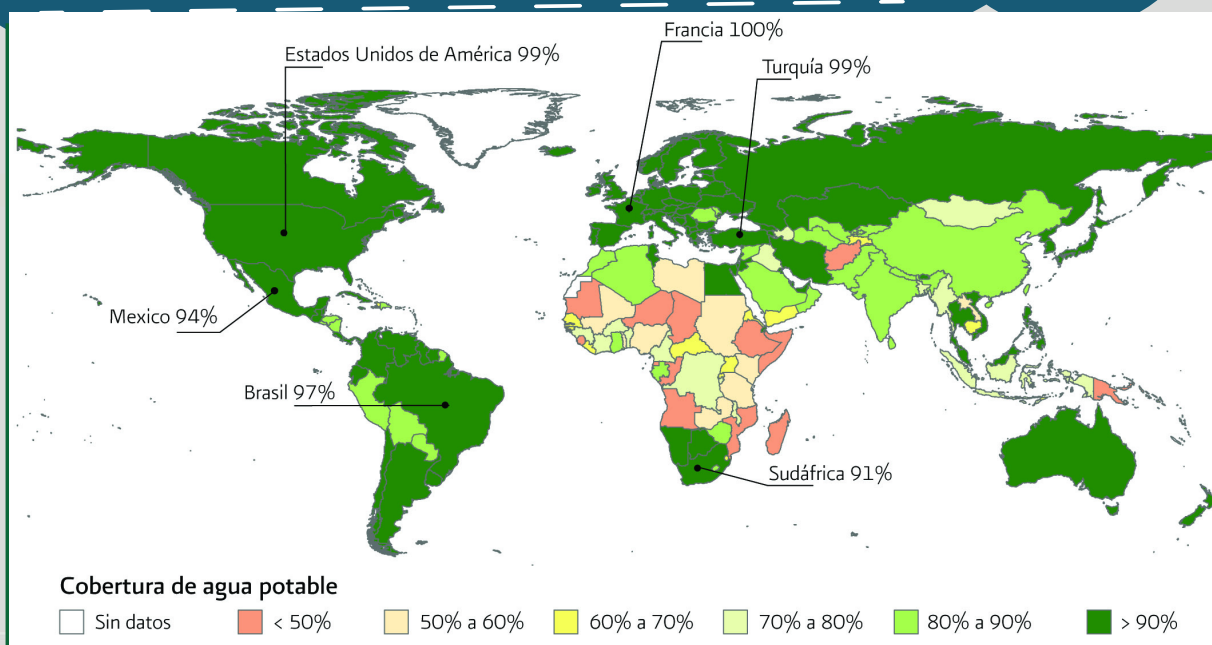 Francia 100%
Estados Unidos de América 99%
Turquía 99%
Mexico 94%
Brasil 97%
Sudáfrica 91%
Cobertura de agua potable
Sin datos
< 50%
50% a 60%
60% a 70%
70% a 80%
80% a 90%
> 90%